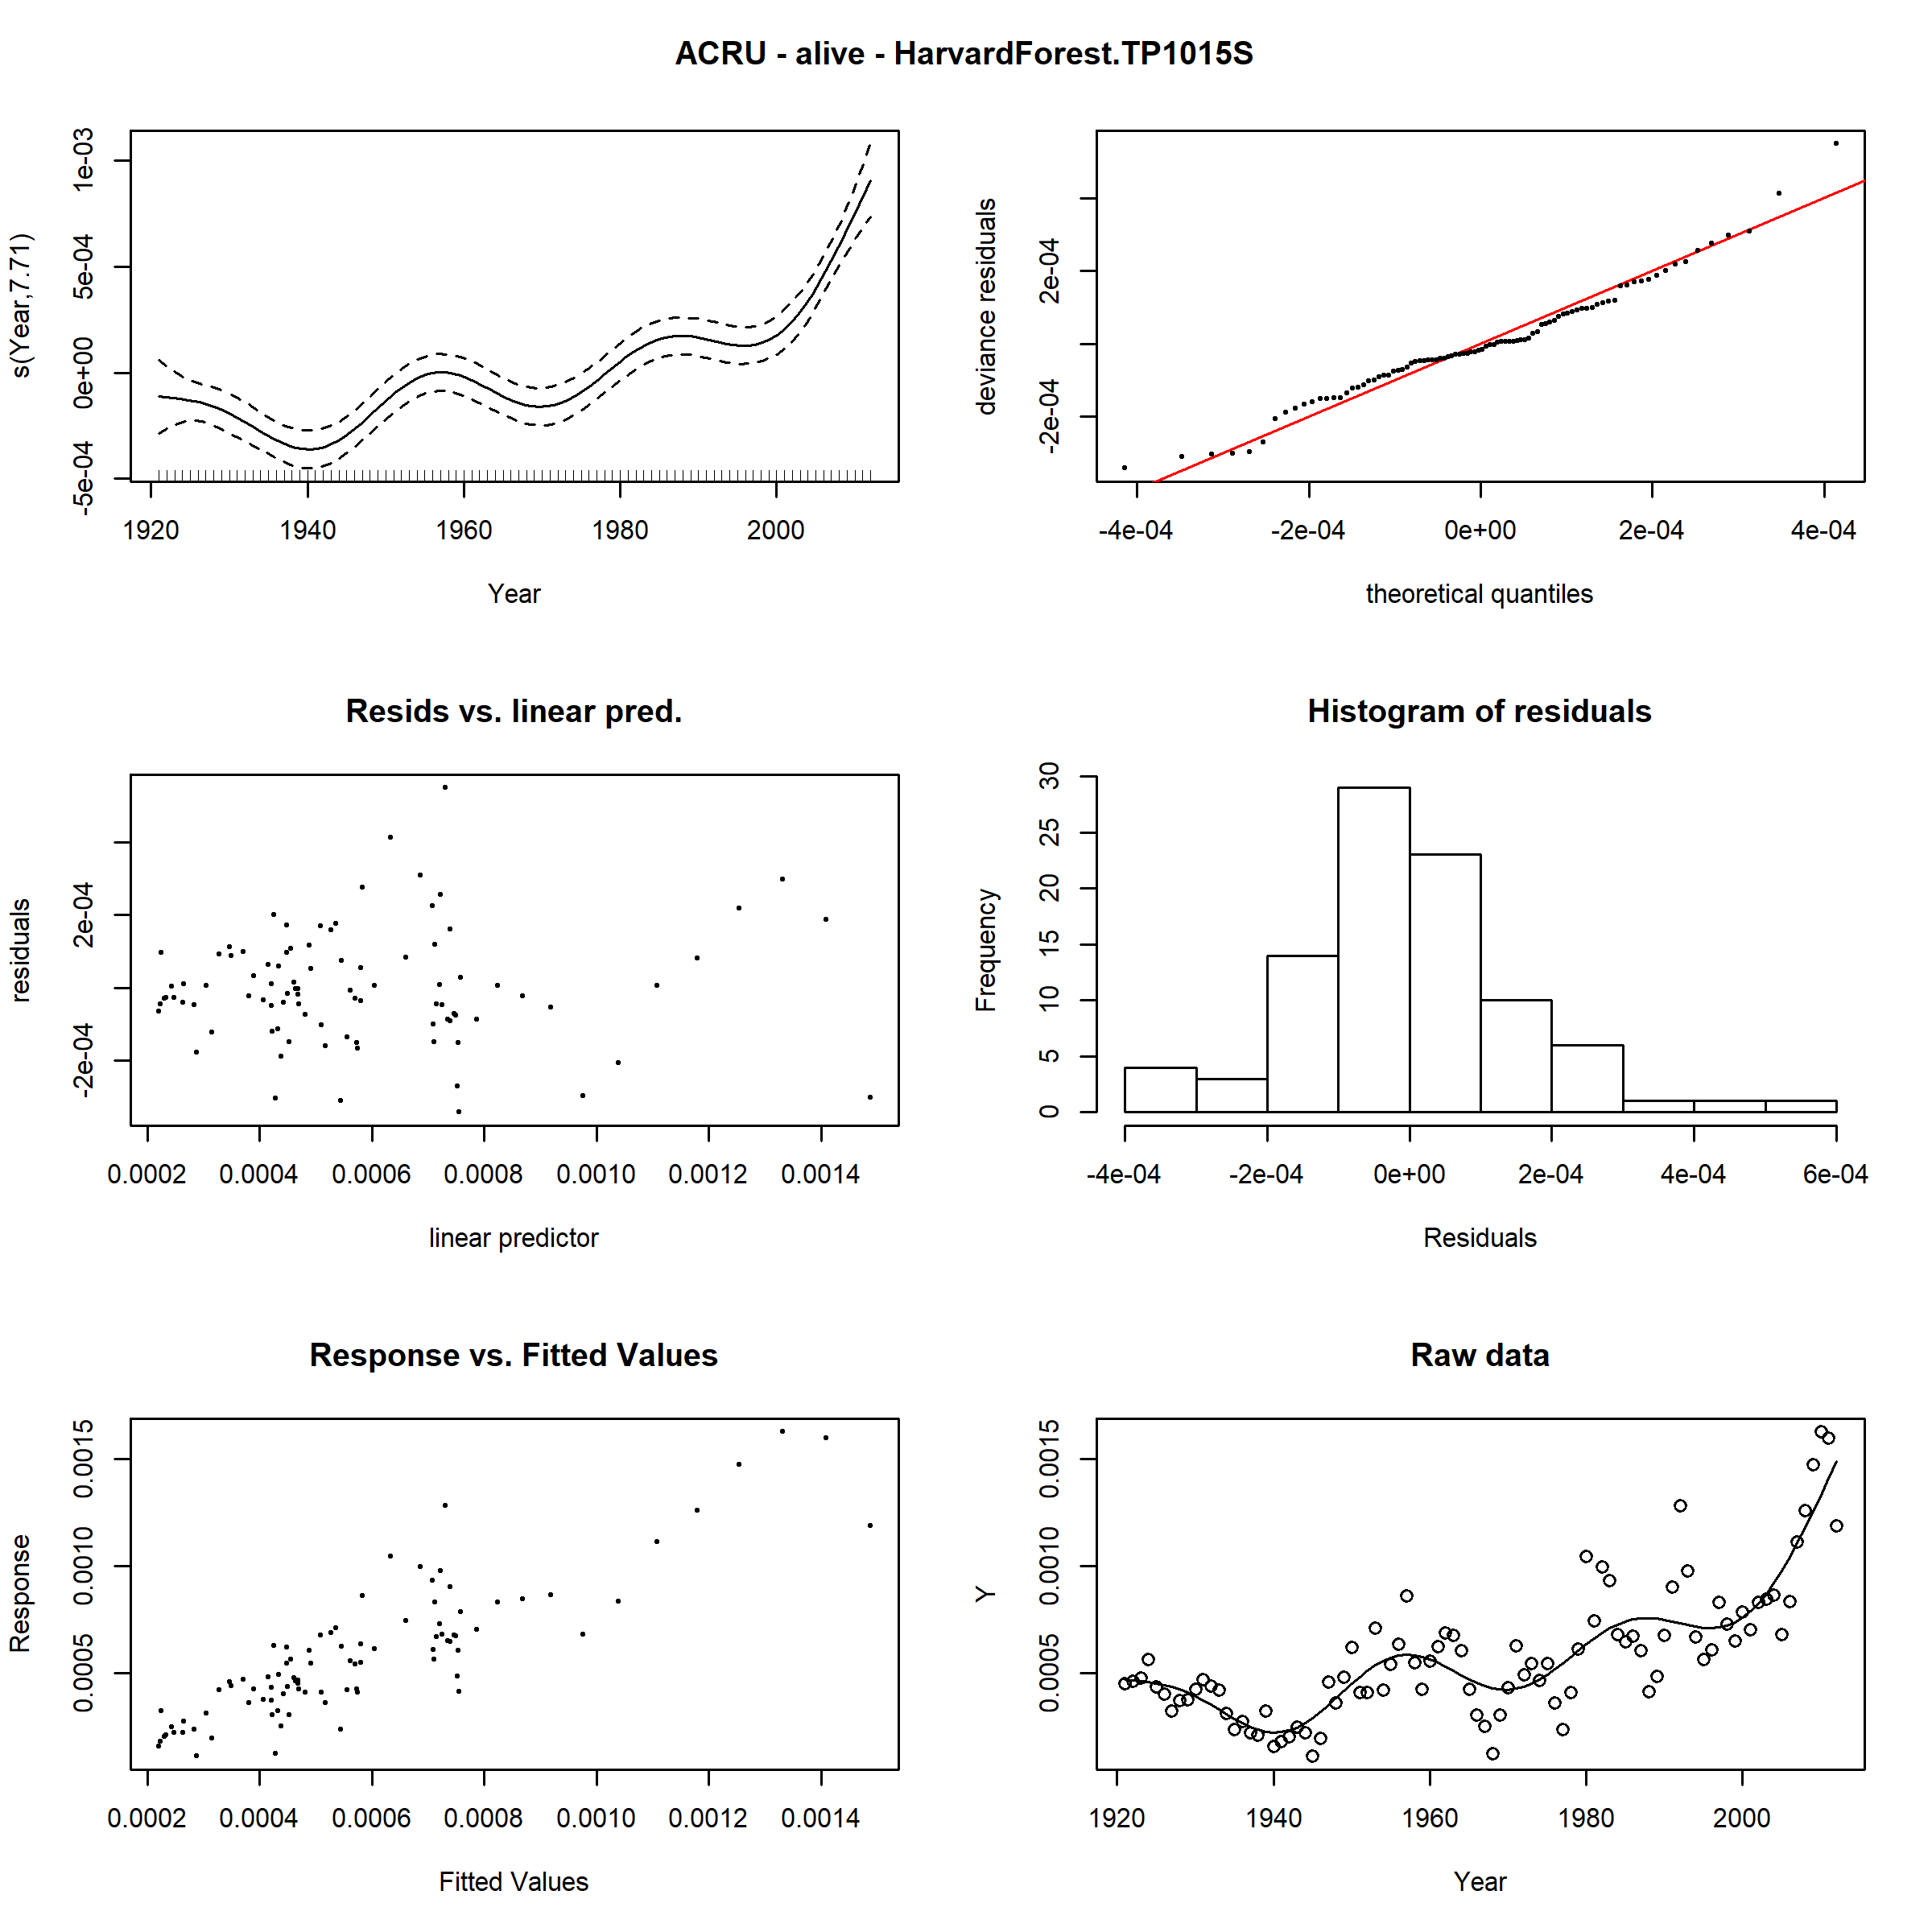 ACRU - alive - HarvardForest.TP1015S
s(Year,7.71)
-5e-04 0e+00 5e-04 1e-03
1920 1940 1960 1980 2000
Year
deviance residuals
-2e-04 2e-04
-4e-04 -2e-04 0e+00 2e-04 4e-04
theoretical quantiles
Resids vs. linear pred.
residuals
-2e-04 2e-04
0.0002 0.0004 0.0006 0.0008 0.0010 0.0012 0.0014
linear predictor
Histogram of residuals
Frequency
0 5 10 15 20 25 30
-4e-04 -2e-04 0e+00 2e-04 4e-04 6e-04
Residuals
Response vs. Fitted Values
Response
0.0005 0.0010 0.0015
0.0002 0.0004 0.0006 0.0008 0.0010 0.0012 0.0014
Fitted Values
Raw data
Y
0.0005 0.0010 0.0015
1920 1940 1960 1980 2000
Year